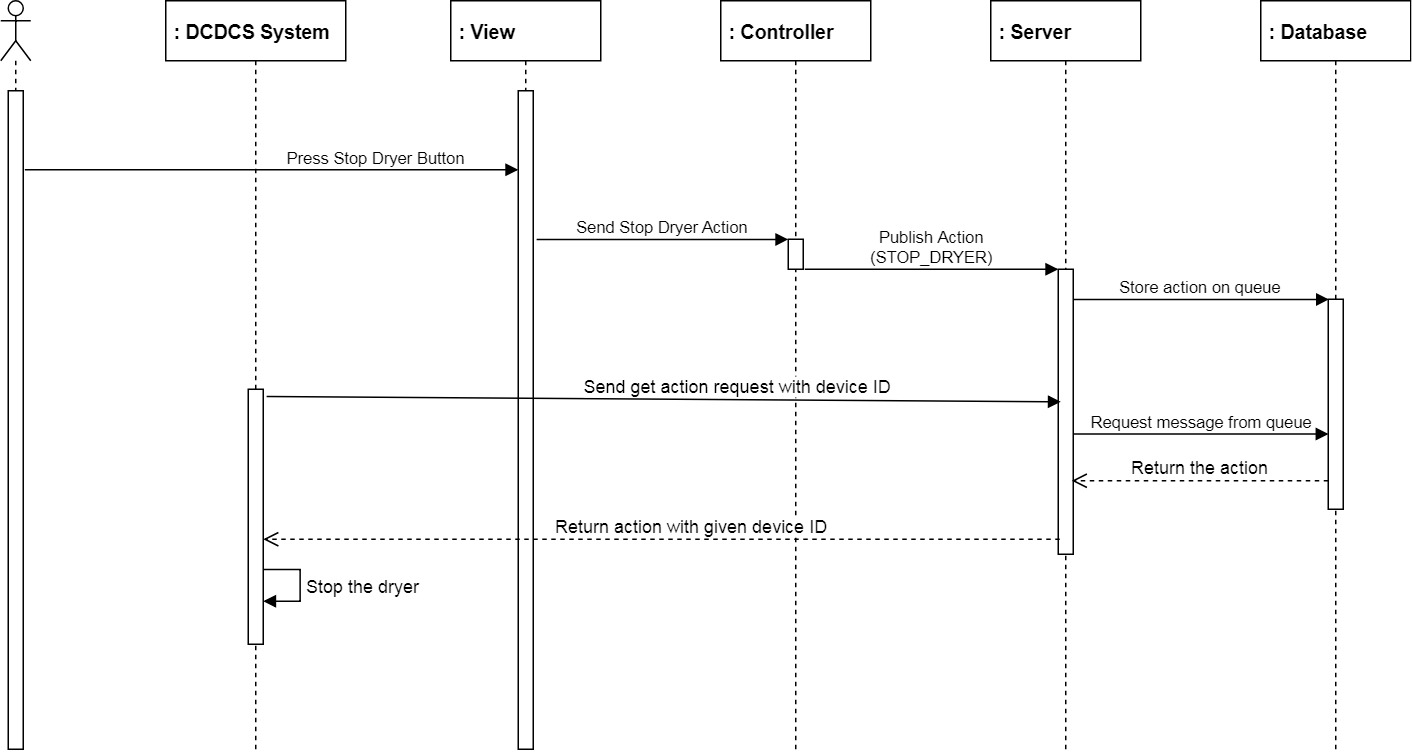 : DCDCS System
: View
: Controller
: Server
: Database
Press Stop Dryer Button
Send Stop Dryer Action
Publish Action
(STOP_DRYER)
Store action on queue
Send get action request with device ID
Request message from queue
Return the action
Return action with given device ID
Stop the dryer